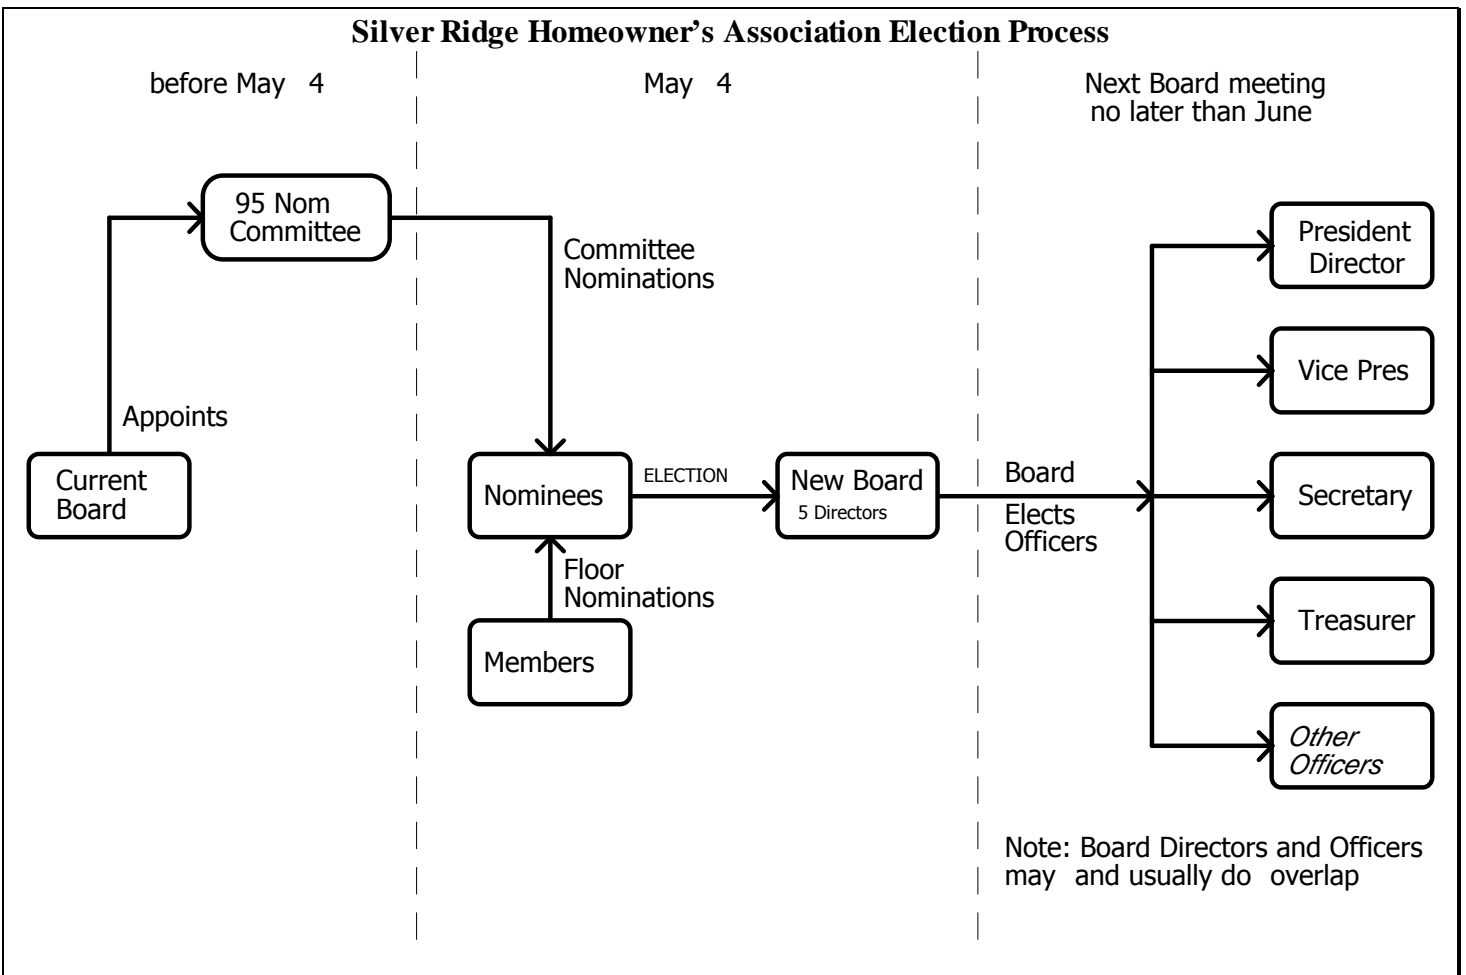 Silver Ridge Homeowner's Association Election Process
before May 4
May 4
Next Board meeting
no later than June
95 Nom
Committee
Committee
Nominations
Appoints
Current
Board
Nominees
ELECTION
New Board
5 Directors
Floor
Nominations
Members
Board
Elects
Officers
President
Director
Vice Pres
Secretary
Treasurer
Other
Officers
Note: Board Directors and Officers
may and usually do overlap